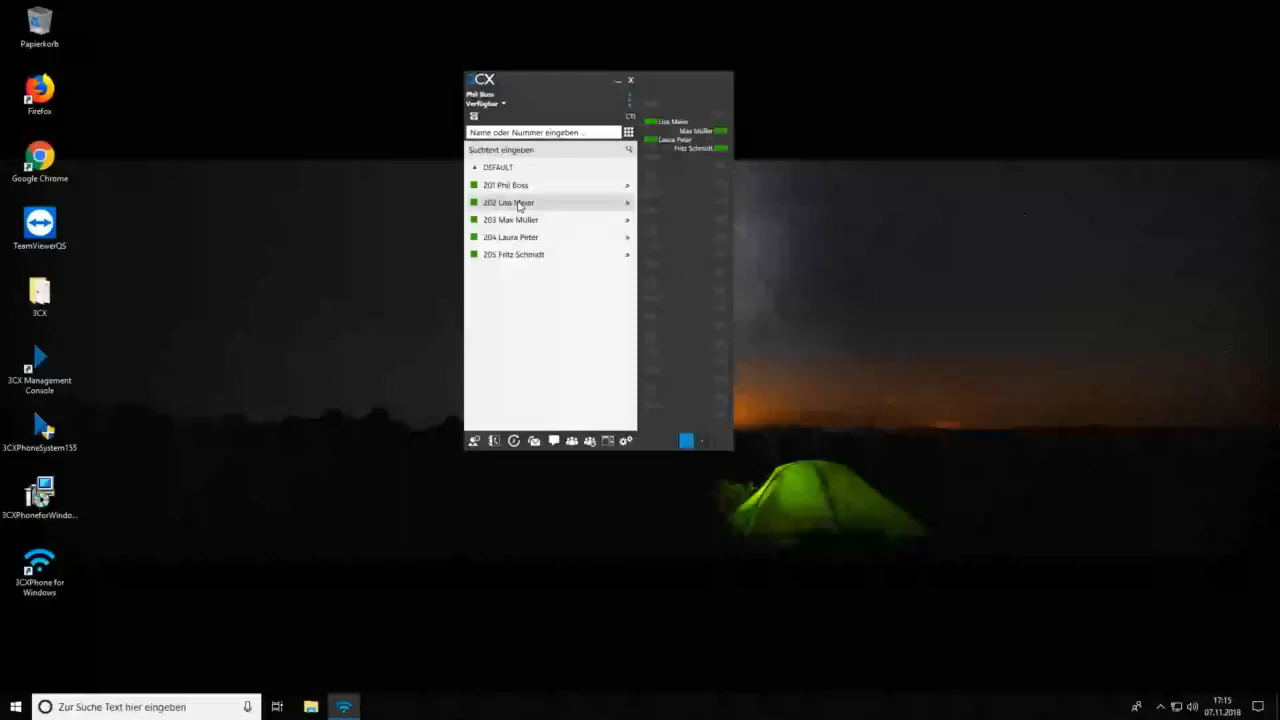 Papierkorb
Firefox
Google Chrome
TeamViewerQS
3CX
3CX Management
Console
3CXPhoneSystem155
3CXPhoneforWindo...
3CXPhone for
Windows
3CX
Phil Boss
Verfügbar
CTI
Name oder Nummer eingeben ...
Suchtext eingeben
DEFAULT
201 Phil Boss
202 Lisa Meier
203 Max Müller
204 Laura Peter
205 Fritz Schmidt
Lisa Meier
Max Müller
Laura Peter
Fritz Schmidt
Zur Suche Text hier eingeben
17:15
07.11.2018